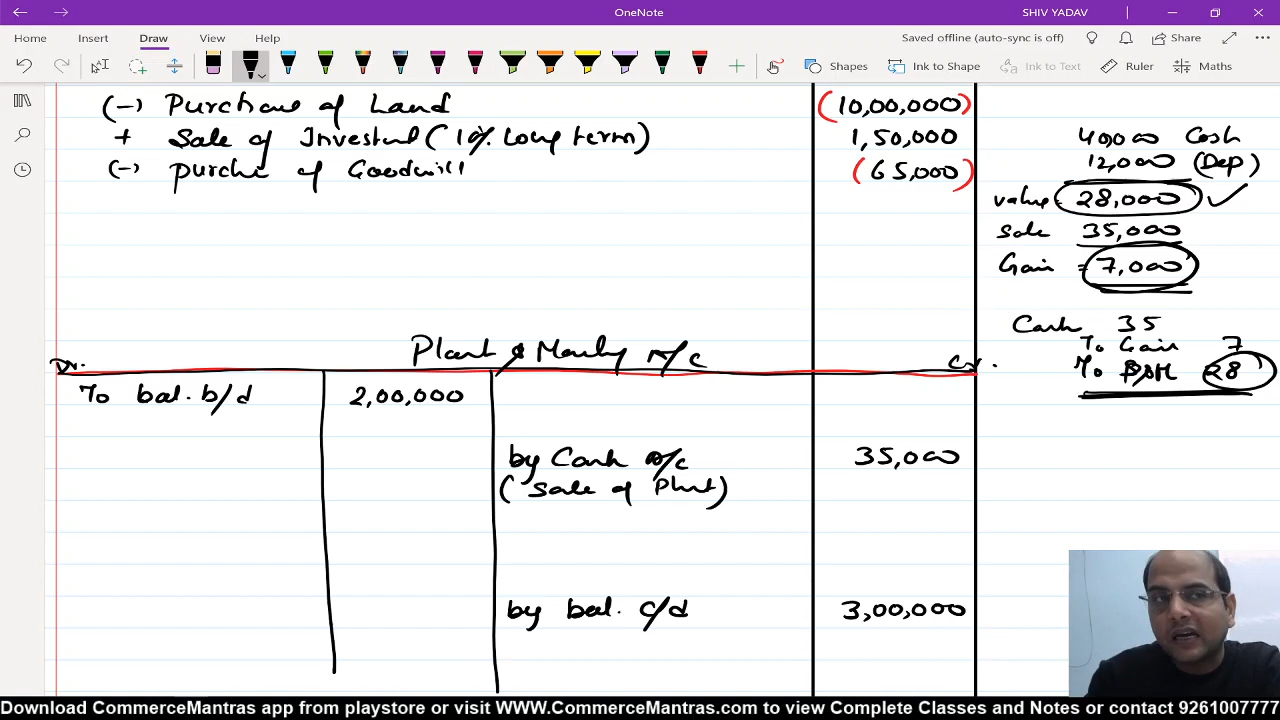 OneNote
SHIV YADAV
Home Insert Draw View Help
Saved offline (auto-sync is off)
Share
Shapes
Ink to Shape
Ink to Text
Ruler
Maths
(-) Purchase of Land (10,00,000)
+ Sale of Investment (10% Long term) 1,50,000
(-) purchase of Goodwill (65,000)
40,000 Cash
12,000 (Dep)
value = 28,000
sale 35,000
Gain = 7,000
Cash 35
To Gain 7
To 28
Plant & Machinery A/c
Dr. Cr.
To bal. b/d 2,00,000
by Cash A/c 35,000
(Sale of Plant)
by bal. c/d 3,00,000
Download CommerceMantras app from playstore or visit WWW.CommerceMantras.com to view Complete Classes and Notes or contact 9261007777